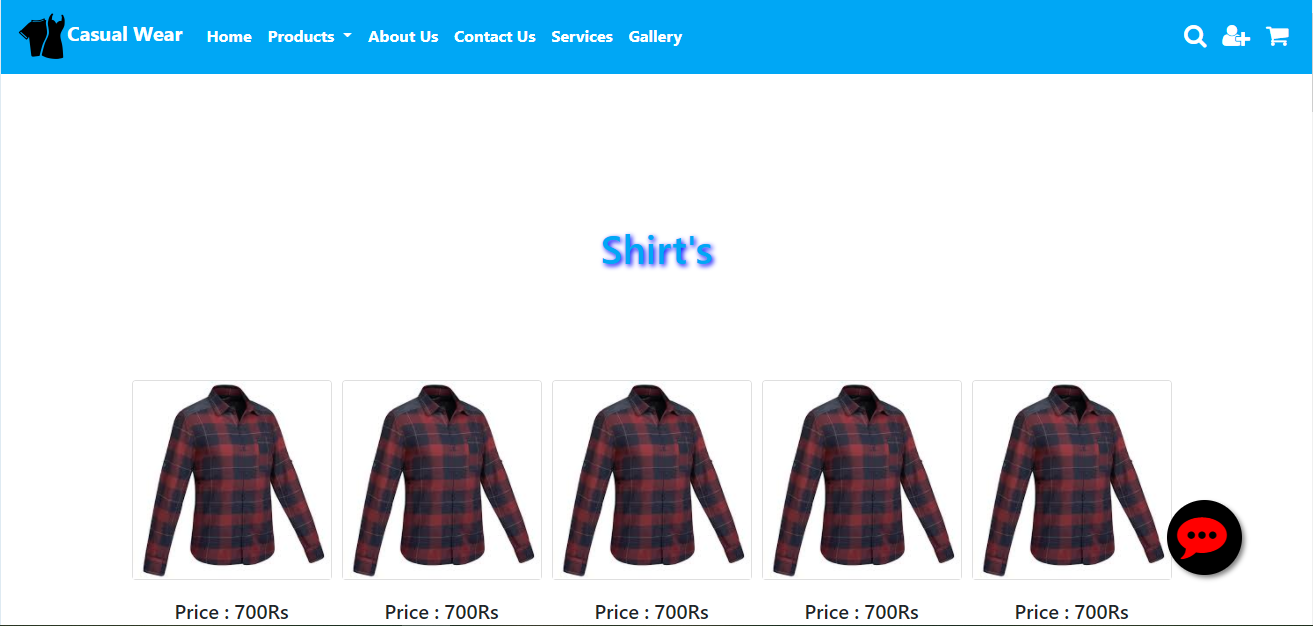 Casual Wear Home Products About Us Contact Us Services Gallery
Shirt's
Price : 700Rs Price : 700Rs Price : 700Rs Price : 700Rs Price : 700Rs